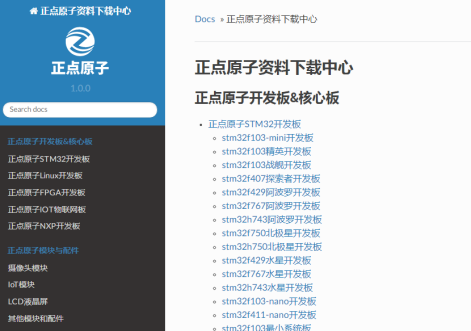 正点原子资料下载中心
正点原子
1.0.0
Search docs
正点原子开发板&核心板
正点原子STM32开发板
正点原子Linux开发板
正点原子FPGA开发板
正点原子IOT物联网板
正点原子NXP开发板
正点原子模块与配件
摄像头模块
IoT模块
LCD液晶屏
其他模块和配件
Docs » 正点原子资料下载中心
正点原子资料下载中心
正点原子开发板&核心板
正点原子STM32开发板
stm32f103-mini开发板
stm32f103精英开发板
stm32f103战舰开发板
stm32f407探索者开发板
stm32f429阿波罗开发板
stm32f767阿波罗开发板
stm32h743阿波罗开发板
stm32f750北极星开发板
stm32h750北极星开发板
stm32f429水星开发板
stm32f767水星开发板
stm32h743水星开发板
stm32f103-nano开发板
stm32f411-nano开发板
stm32f103最小系统板